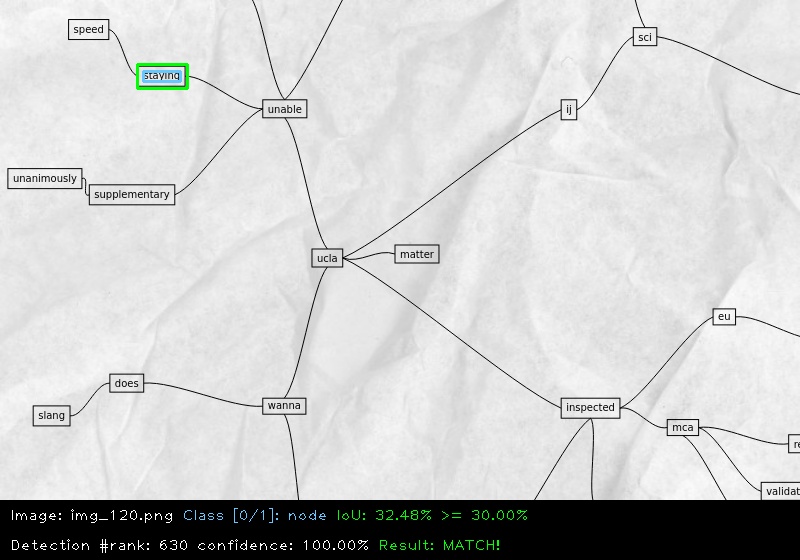 speed
sci
staying
unable
ij
unanimously
supplementary
ucla
matter
eu
does
slang
wanna
inspected
mca
re
validat
Image: img_120.png Class [0/1]: node IoU: 32.48% >= 30.00%
Detection #rank: 630 confidence: 100.00% Result: MATCH!